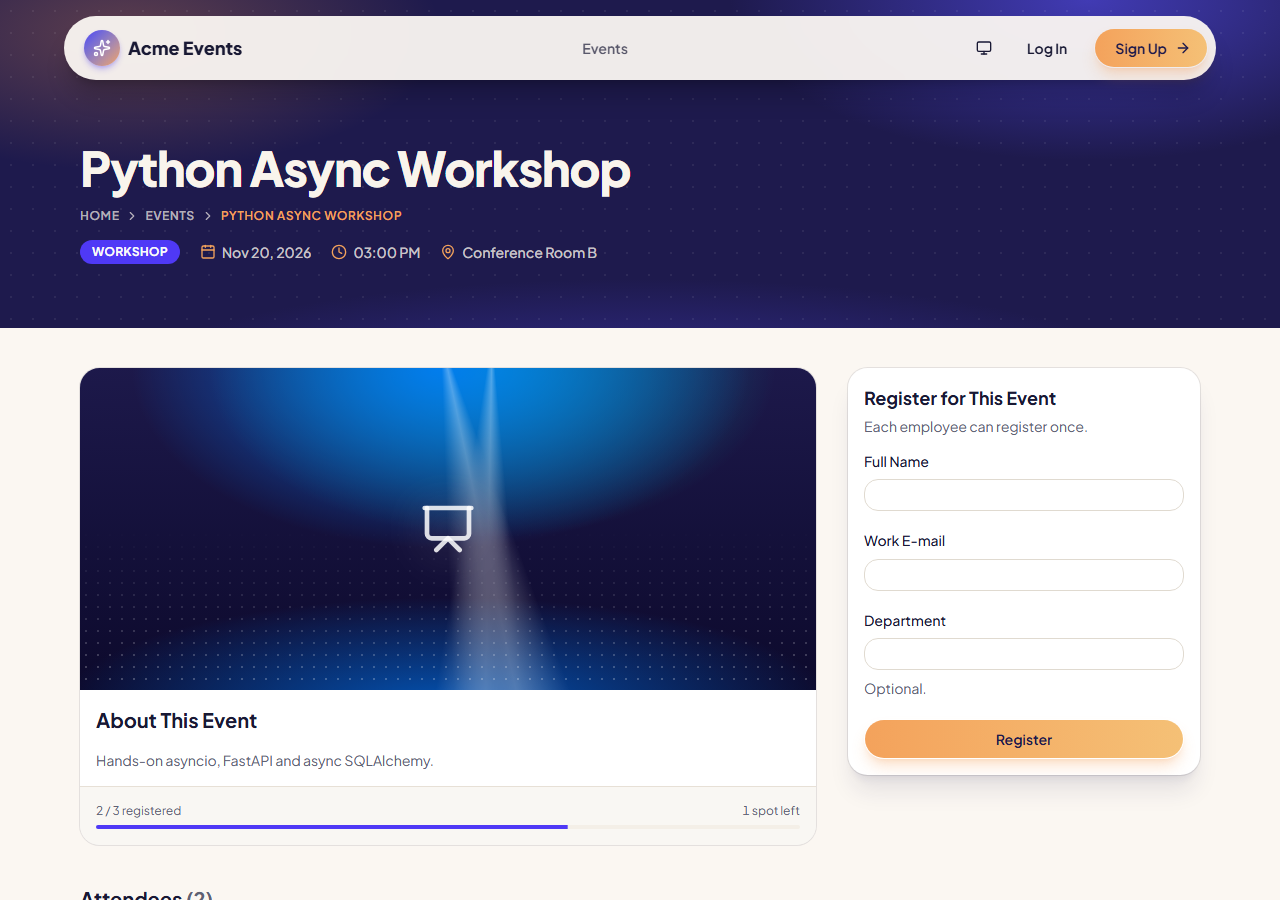 Acme Events
Events
Log In
Sign Up
Python Async Workshop
HOME > EVENTS > PYTHON ASYNC WORKSHOP
WORKSHOP Nov 20, 2026 03:00 PM Conference Room B
About This Event
Hands-on asyncio, FastAPI and async SQLAlchemy.
2 / 3 registered
1 spot left
Register for This Event
Each employee can register once.
Full Name
Work E-mail
Department
Optional.
Register
Attendees (2)